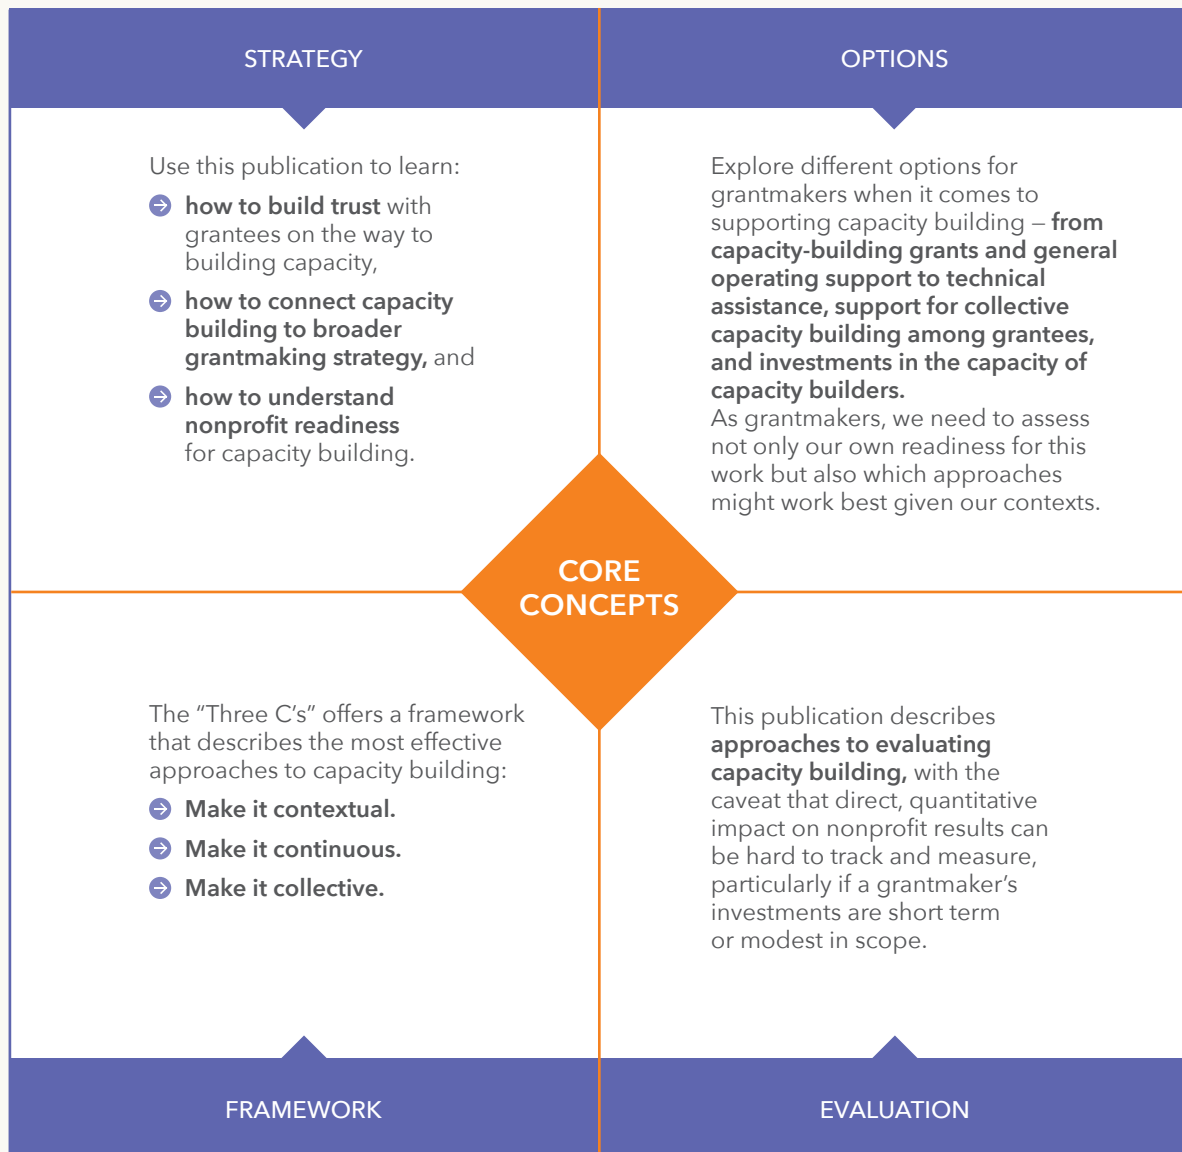 STRATEGY
Use this publication to learn:
how to build trust with
grantees on the way to
building capacity,
how to connect capacity
building to broader
grantmaking strategy, and
how to understand
nonprofit readiness
for capacity building.
OPTIONS
Explore different options for
grantmakers when it comes to
supporting capacity building – from
capacity-building grants and general
operating support to technical
assistance, support for collective
capacity building among grantees,
and investments in the capacity of
capacity builders.
As grantmakers, we need to assess
not only our own readiness for this
work but also which approaches
might work best given our contexts.
CORE
CONCEPTS
The “Three C’s” offers a framework
that describes the most effective
approaches to capacity building:
Make it contextual.
Make it continuous.
Make it collective.
FRAMEWORK
This publication describes
approaches to evaluating
capacity building, with the
caveat that direct, quantitative
impact on nonprofit results can
be hard to track and measure,
particularly if a grantmaker’s
investments are short term
or modest in scope.
EVALUATION